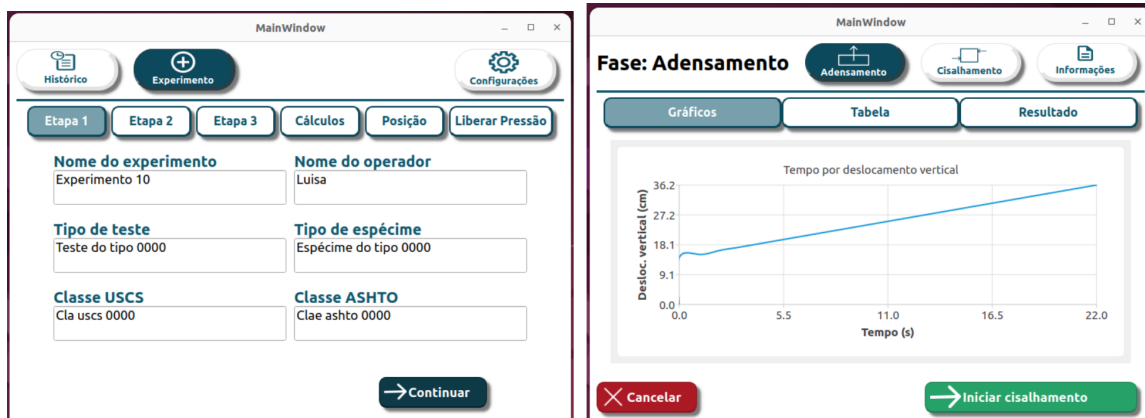 MainWindow
Histórico
Experimento
Configurações
Etapa 1
Etapa 2
Etapa 3
Cálculos
Posição
Liberar Pressão
Nome do experimento
Nome do operador
Experimento 10
Luisa
Tipo de teste
Tipo de espécime
Teste do tipo 0000
Espécime do tipo 0000
Classe USCS
Classe ASHTO
Cla uscs 0000
Clae ashto 0000
Continuar
MainWindow
Fase: Adensamento
Adensamento
Cisalhamento
Informações
Gráficos
Tabela
Resultado
Tempo por deslocamento vertical
Desloc. vertical (cm)
36.2
27.2
18.1
9.1
0.0
0.0
5.5
11.0
16.5
22.0
Tempo (s)
Cancelar
Iniciar cisalhamento